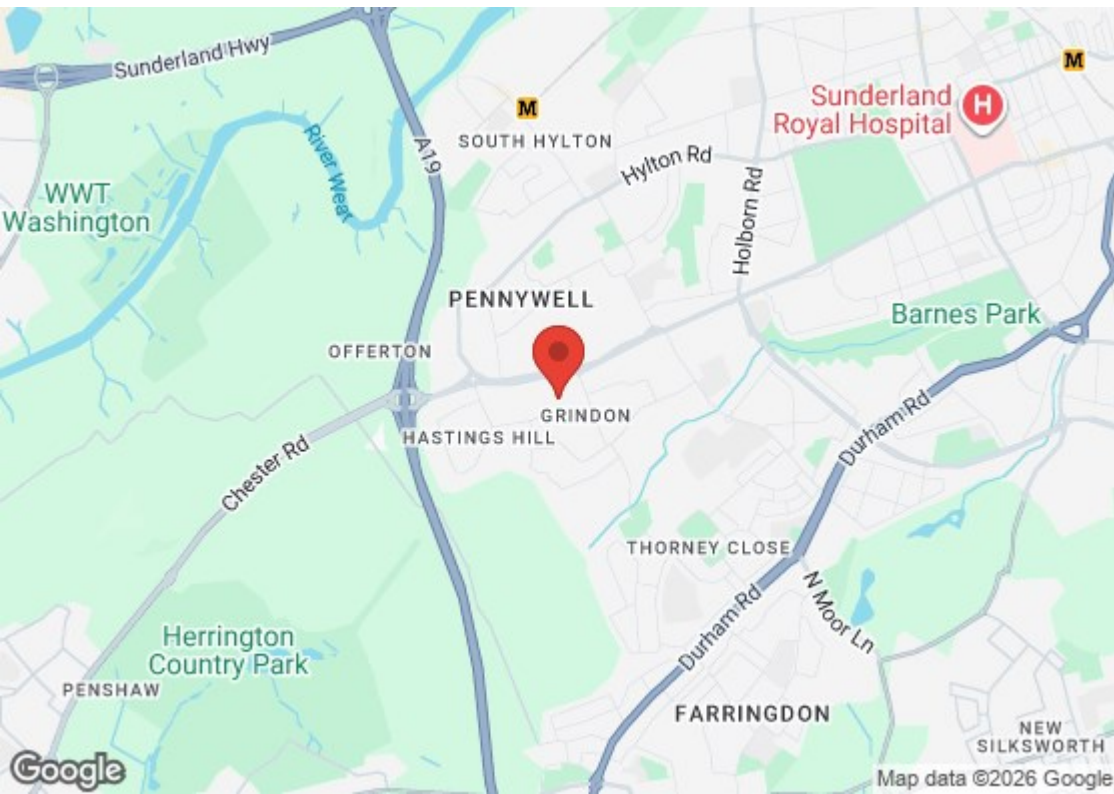 Sunderland Hwy
M
M
Sunderland
Royal Hospital
H
SOUTH HYLTON
A19
Hylton Rd
River Wear
WWT
Washington
Holborn Rd
PENNYWELL
Barnes Park
OFFERTON
GRINDON
HASTINGS HILL
Durham Rd
Chester Rd
THORNEY CLOSE
N Moor Ln
Durham Rd
Herrington
Country Park
PENSHAW
FARRINGDON
NEW
SILKSWORTH
Google
Map data ©2026 Google